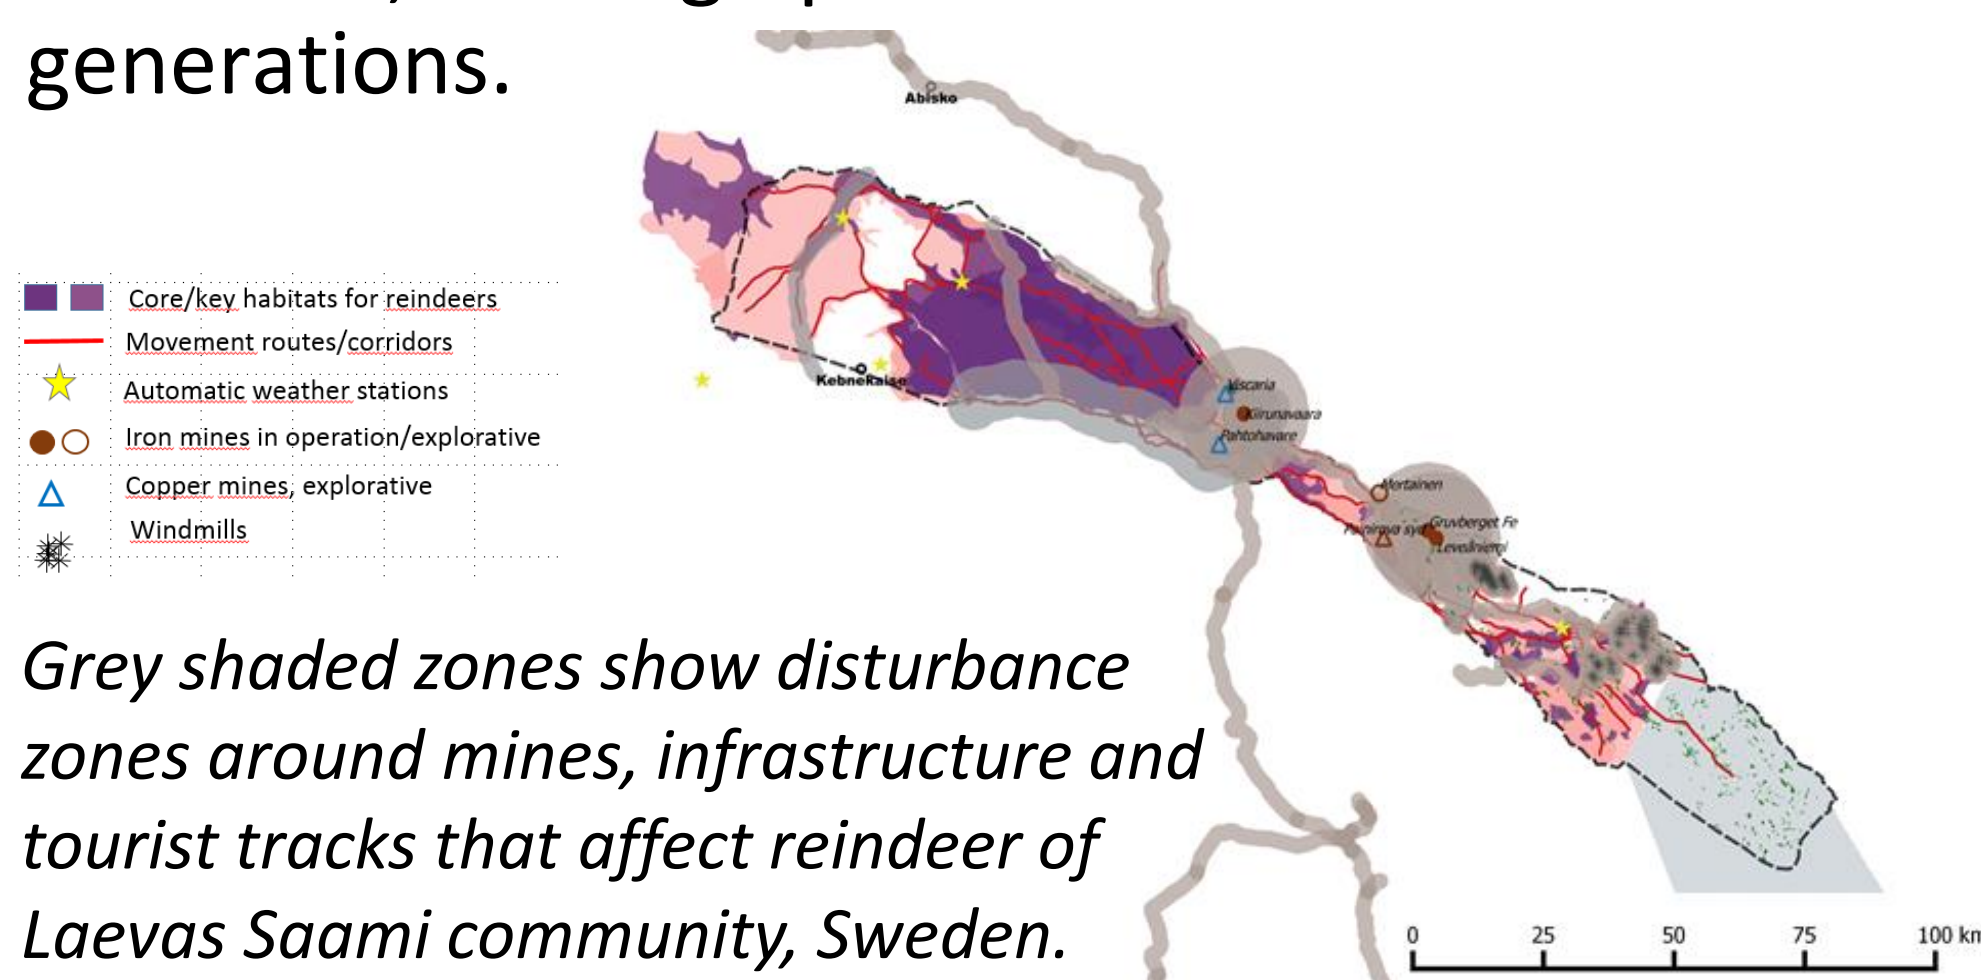 generations.
Abisko
Kebnekaise
Viscaria
Kiirunavaara
Pahtohavare
Mertainen
Gruvberget Fe
Leveäniemi
Core/key habitats for reindeers
Movement routes/corridors
Automatic weather stations
Iron mines in operation/explorative
Copper mines, explorative
Windmills
Grey shaded zones show disturbance
zones around mines, infrastructure and
tourist tracks that affect reindeer of
Laevas Saami community, Sweden.
0 25 50 75 100 km